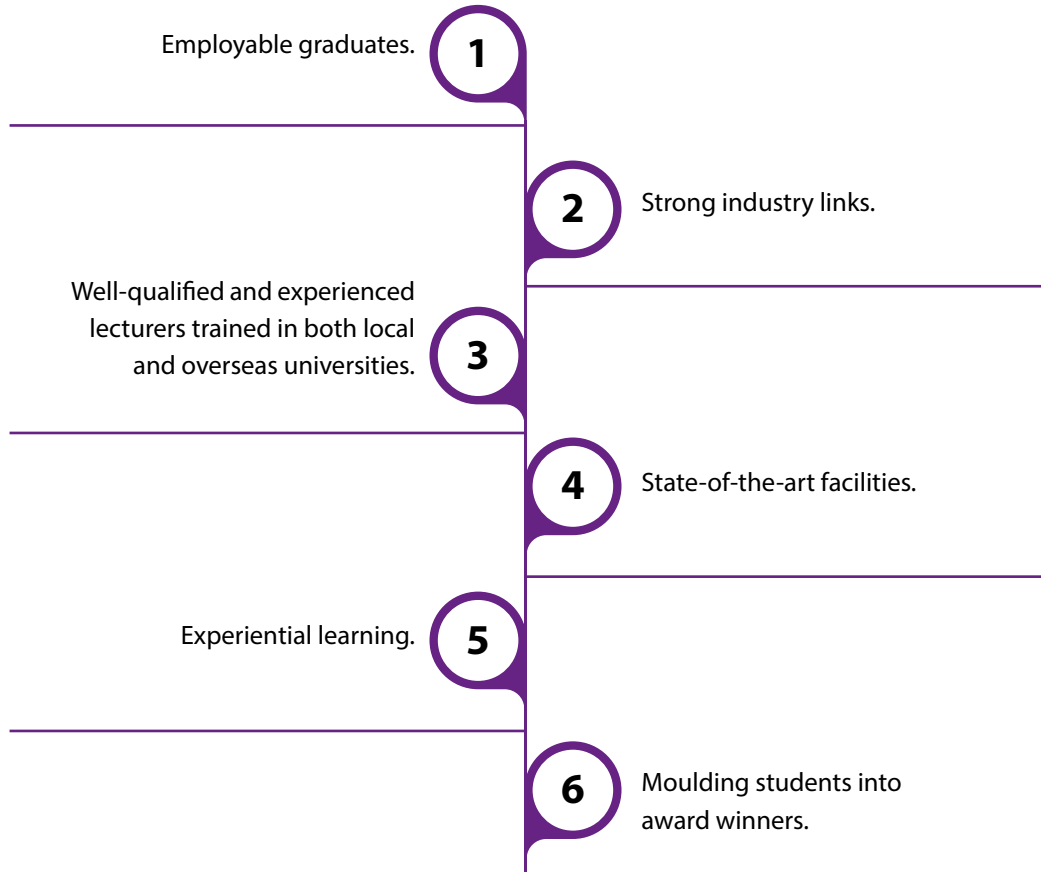 Employable graduates.
1
2
Strong industry links.
Well-qualified and experienced
lecturers trained in both local
and overseas universities.
3
4
State-of-the-art facilities.
Experiential learning.
5
6
Moulding students into
award winners.